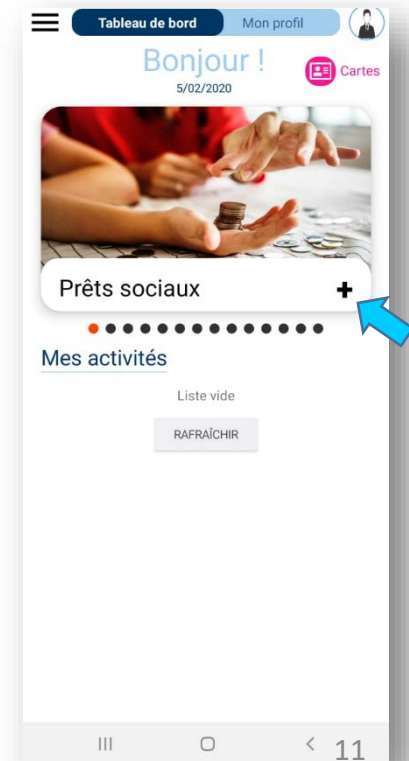 Tableau de bord Mon profil
Bonjour !
5/02/2020
Cartes
Prêts sociaux
Mes activités
Liste vide
RAFRAÎCHIR
11